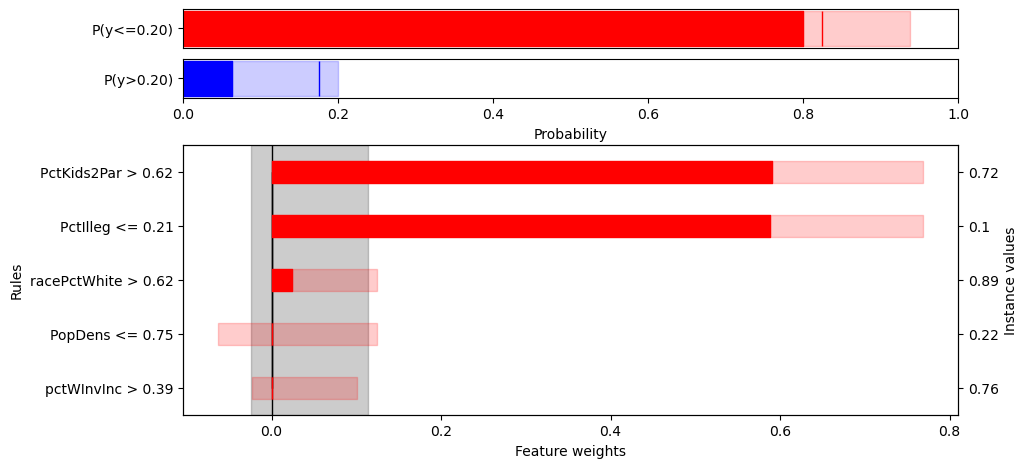 P(y<=0.20)
P(y>0.20)
0.0 0.2 0.4 0.6 0.8 1.0
Probability
PctKids2Par > 0.62 0.72
PctIlleg <= 0.21 0.1
racePctWhite > 0.62 0.89
PopDens <= 0.75 0.22
pctWInvInc > 0.39 0.76
Rules
Instance values
0.0 0.2 0.4 0.6 0.8
Feature weights